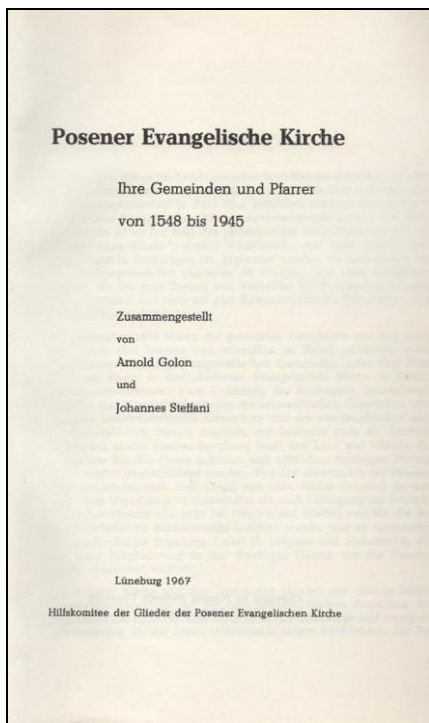 Posener Evangelische Kirche
Ihre Gemeinden und Pfarrer
von 1548 bis 1945
Zusammengestellt
von
Arnold Golon
und
Johannes Steffani
Lüneburg 1967
Hilfskomitee der Glieder der Posener Evangelischen Kirche